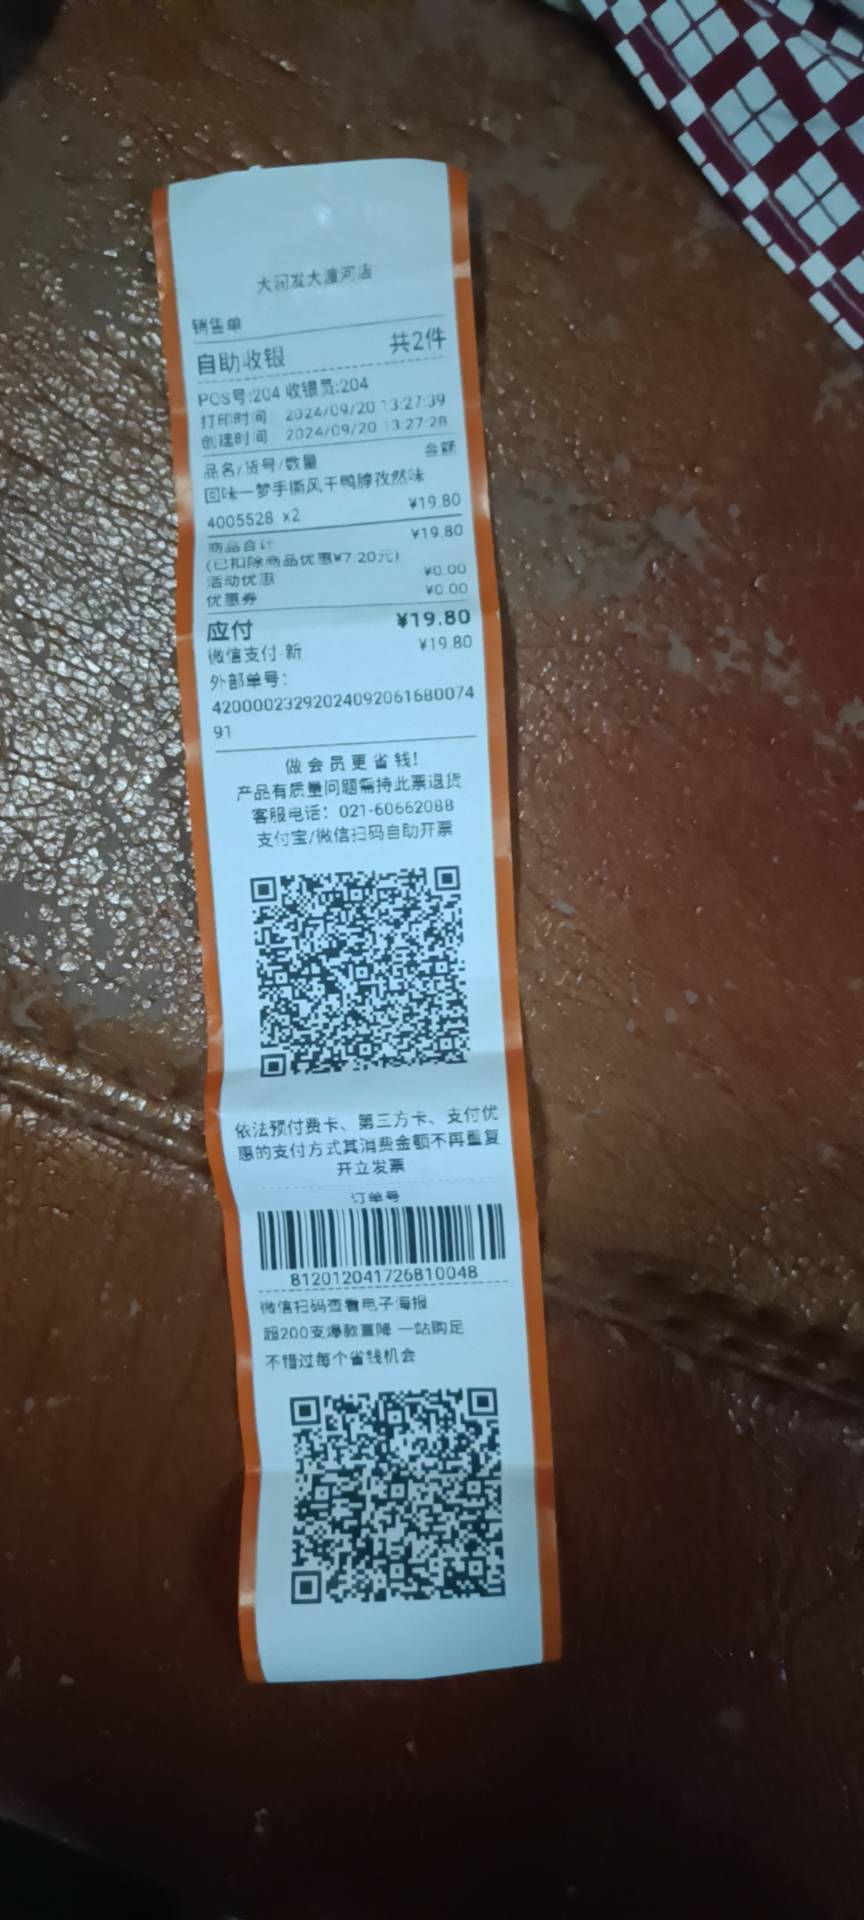 大润发大渡河店
销售单
自助收银 共2件
POS号:204 收银员:204
打印时间: 2024/09/20 13:27:39
创建时间 2024/09/20 13:27:28
品名/货号/数量 金额
回味一梦手撕风干鸭脖孜然味
4005528 x2 ¥19.80
商品合计 ¥19.80
(已扣除商品优惠¥7.20元)
活动优惠 ¥0.00
优惠券 ¥0.00
应付 ¥19.80
微信支付-新 ¥19.80
外部单号:
42000023292024092061680074
91
做会员更省钱!
产品有质量问题需持此票退货
客服电话: 021-60662088
支付宝/微信扫码自助开票
依法预付费卡、第三方卡、支付优
惠的支付方式其消费金额不再重复
开立发票
订单号
812012041726810048
微信扫码查看电子海报
超200支爆款直降 一站购足
不错过每个省钱机会